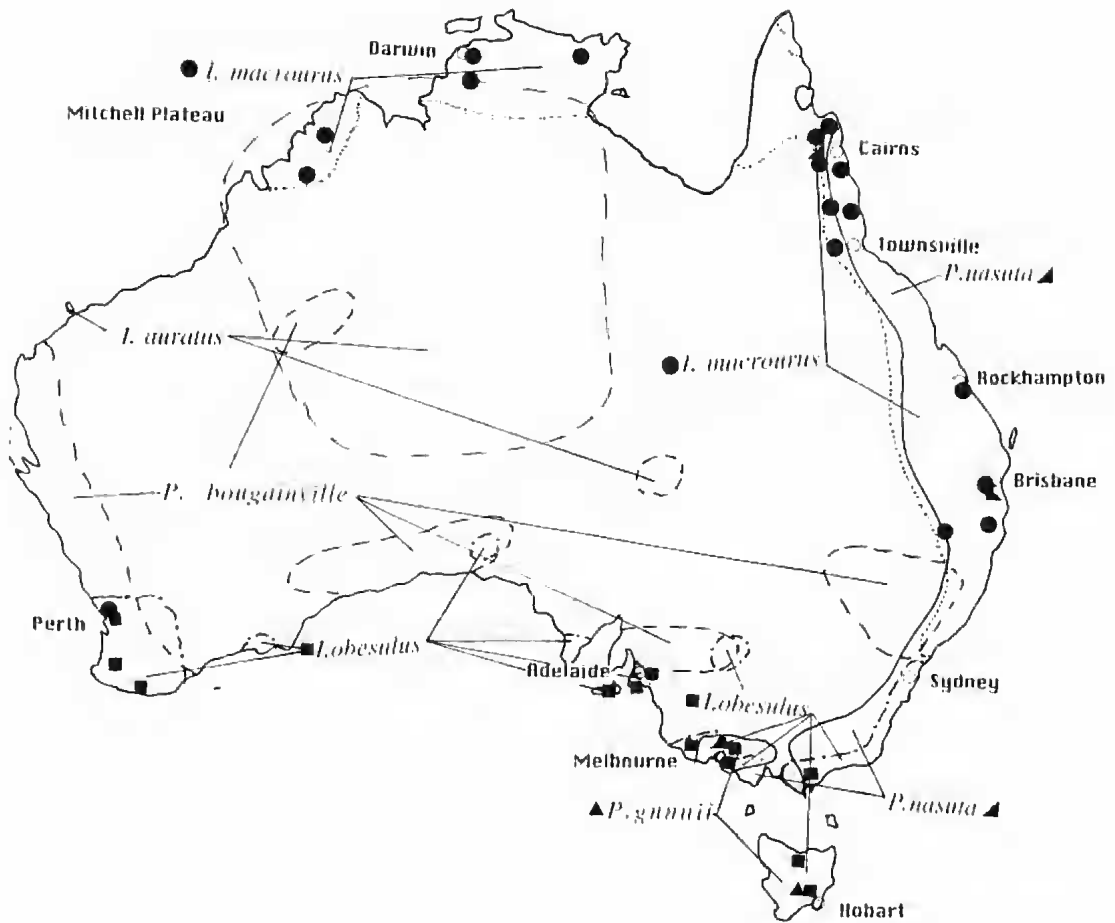 Darwin
I. macrourus
Mitchell Plateau
Cairns
Townsville
P.nasuta
I. auratus
I. macrourus
Rockhampton
P. bougainville
Brisbane
Perth
I.obesulus
Adelaide
Sydney
I.obesulus
Melbourne
P.gunnii
P.nasuta
Hobart